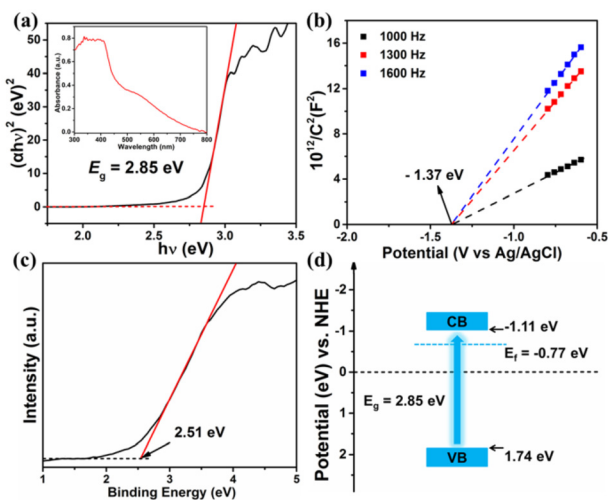 (a)
(αhν)² (eV)²
50
40
30
20
10
0
Absorbance (a.u.)
0.8
0.6
0.4
0.2
0.0
300 400 500 600 700 800
Wavelength (nm)
E_g = 2.85 eV
2.0 2.5 3.0 3.5
hν (eV)
(b)
10¹²/C²(F²)
16
12
8
4
0
1000 Hz
1300 Hz
1600 Hz
- 1.37 eV
-2.0 -1.5 -1.0 -0.5
Potential (V vs Ag/AgCl)
(c)
Intensity (a.u.)
2.51 eV
1 2 3 4 5
Binding Energy (eV)
(d)
Potential (eV) vs. NHE
-2
-1
0
1
2
CB
-1.11 eV
E_f = -0.77 eV
E_g = 2.85 eV
VB
1.74 eV